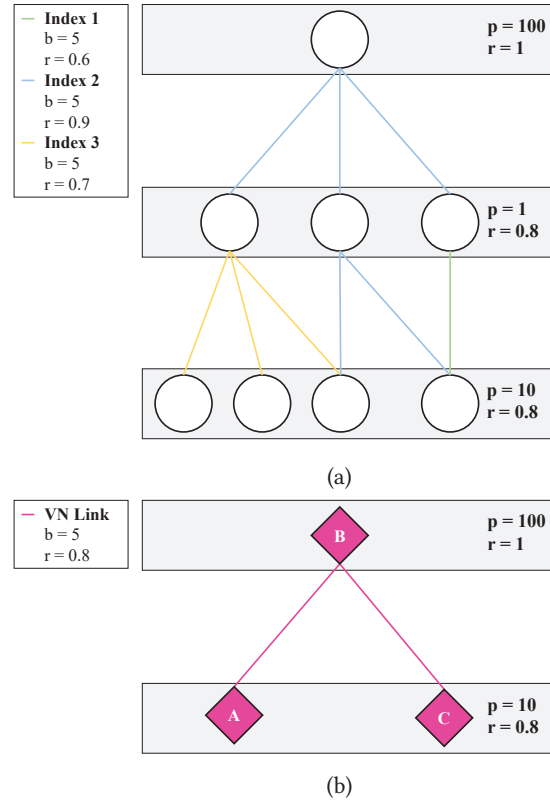 Index 1
b = 5
r = 0.6
Index 2
b = 5
r = 0.9
Index 3
b = 5
r = 0.7
p = 100
r = 1
p = 1
r = 0.8
p = 10
r = 0.8
(a)
VN Link
b = 5
r = 0.8
B
p = 100
r = 1
A
C
p = 10
r = 0.8
(b)